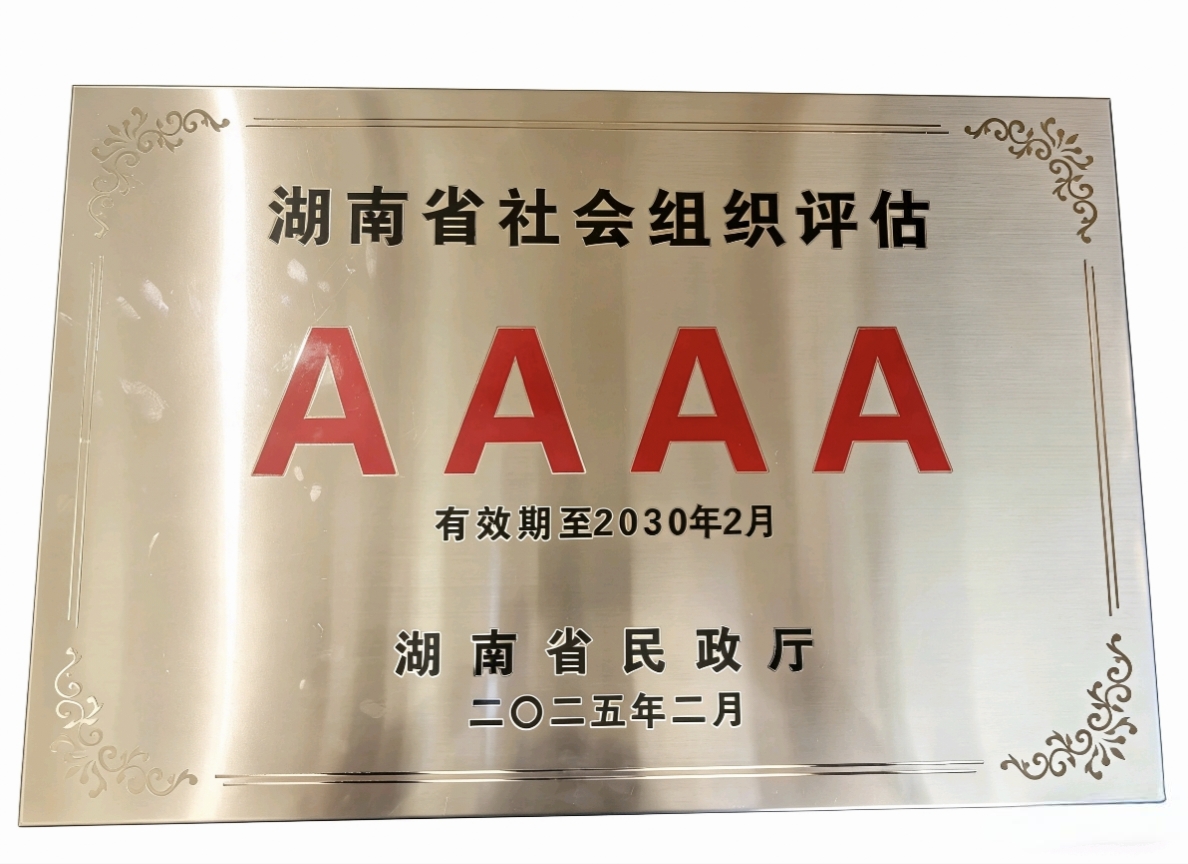 湖南省社会组织评估
AAAA
有效期至2030年2月
湖南省民政厅
二〇二五年二月